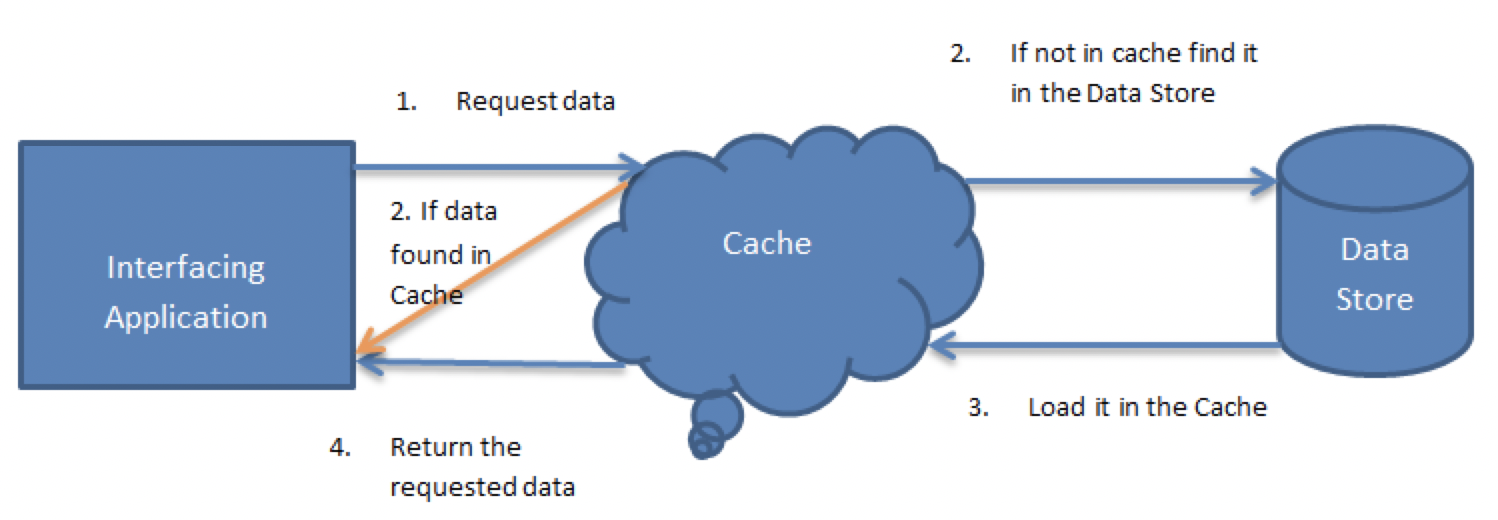 2. If not in cache find it
in the Data Store
1. Request data
2. If data
found in
Cache
Interfacing
Application
Cache
Data
Store
3. Load it in the Cache
4. Return the
requested data